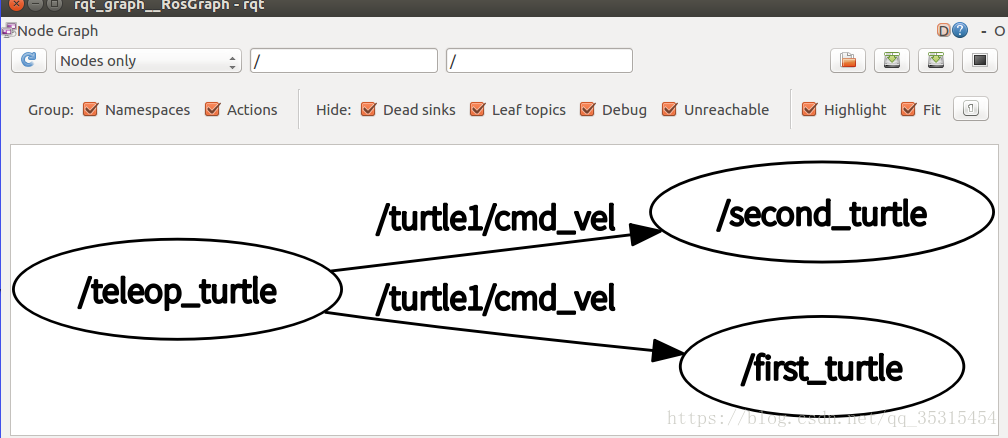 rqt_graph__RosGraph - rqt
Node Graph
D ? - O
Nodes only / /
Group: Namespaces Actions Hide: Dead sinks Leaf topics Debug Unreachable Highlight Fit
/turtle1/cmd_vel
/second_turtle
/teleop_turtle
/turtle1/cmd_vel
/first_turtle
https://blog.csdn.net/qq_35315454